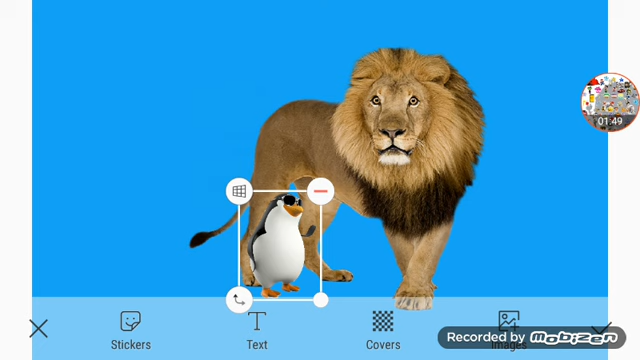 01:49
Stickers
Text
Covers
Images
Recorded by MOBIZEN